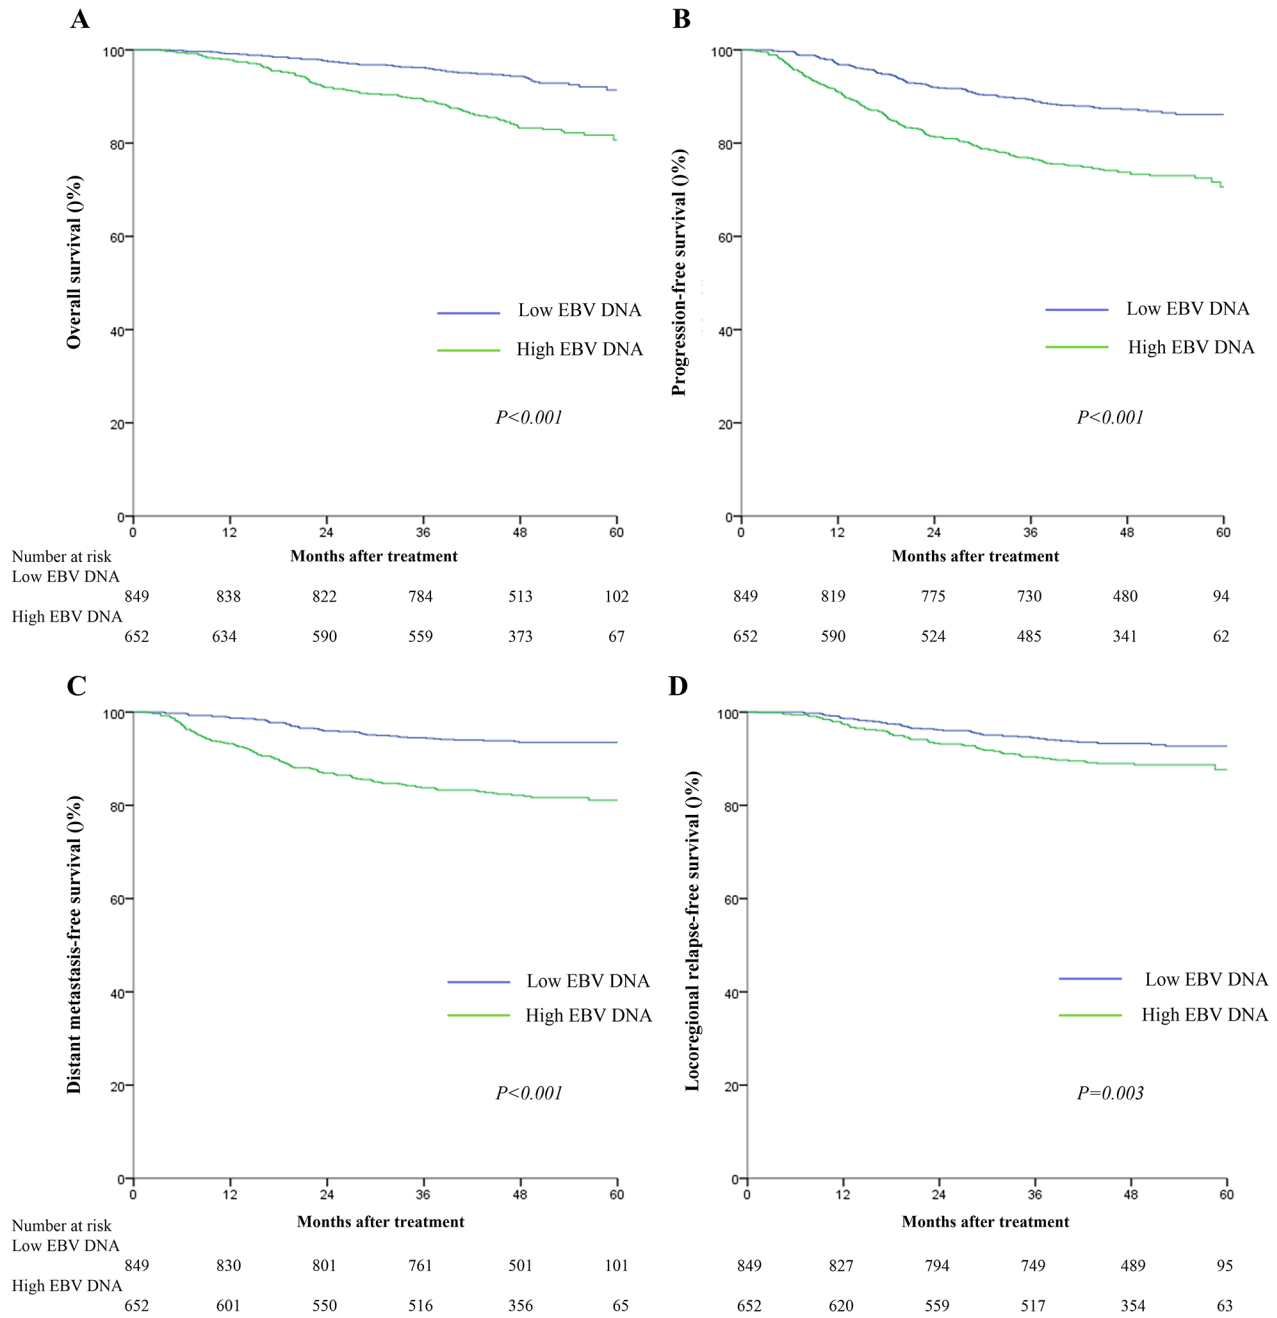 A
B
100
80
60
40
20
0
0 12 24 36 48 60
Overall survival ()%)
Low EBV DNA
High EBV DNA
P<0.001
Months after treatment
100
80
60
40
20
0
0 12 24 36 48 60
Progression-free survival ()%)
Low EBV DNA
High EBV DNA
P<0.001
Months after treatment
Number at risk
Low EBV DNA
849 838 822 784 513 102 849 819 775 730 480 94
High EBV DNA
652 634 590 559 373 67 652 590 524 485 341 62
C
D
100
80
60
40
20
0
0 12 24 36 48 60
Distant metastasis-free survival ()%)
Low EBV DNA
High EBV DNA
P<0.001
Months after treatment
100
80
60
40
20
0
0 12 24 36 48 60
Locoregional relapse-free survival ()%)
Low EBV DNA
High EBV DNA
P=0.003
Months after treatment
Number at risk
Low EBV DNA
849 830 801 761 501 101 849 827 794 749 489 95
High EBV DNA
652 601 550 516 356 65 652 620 559 517 354 63